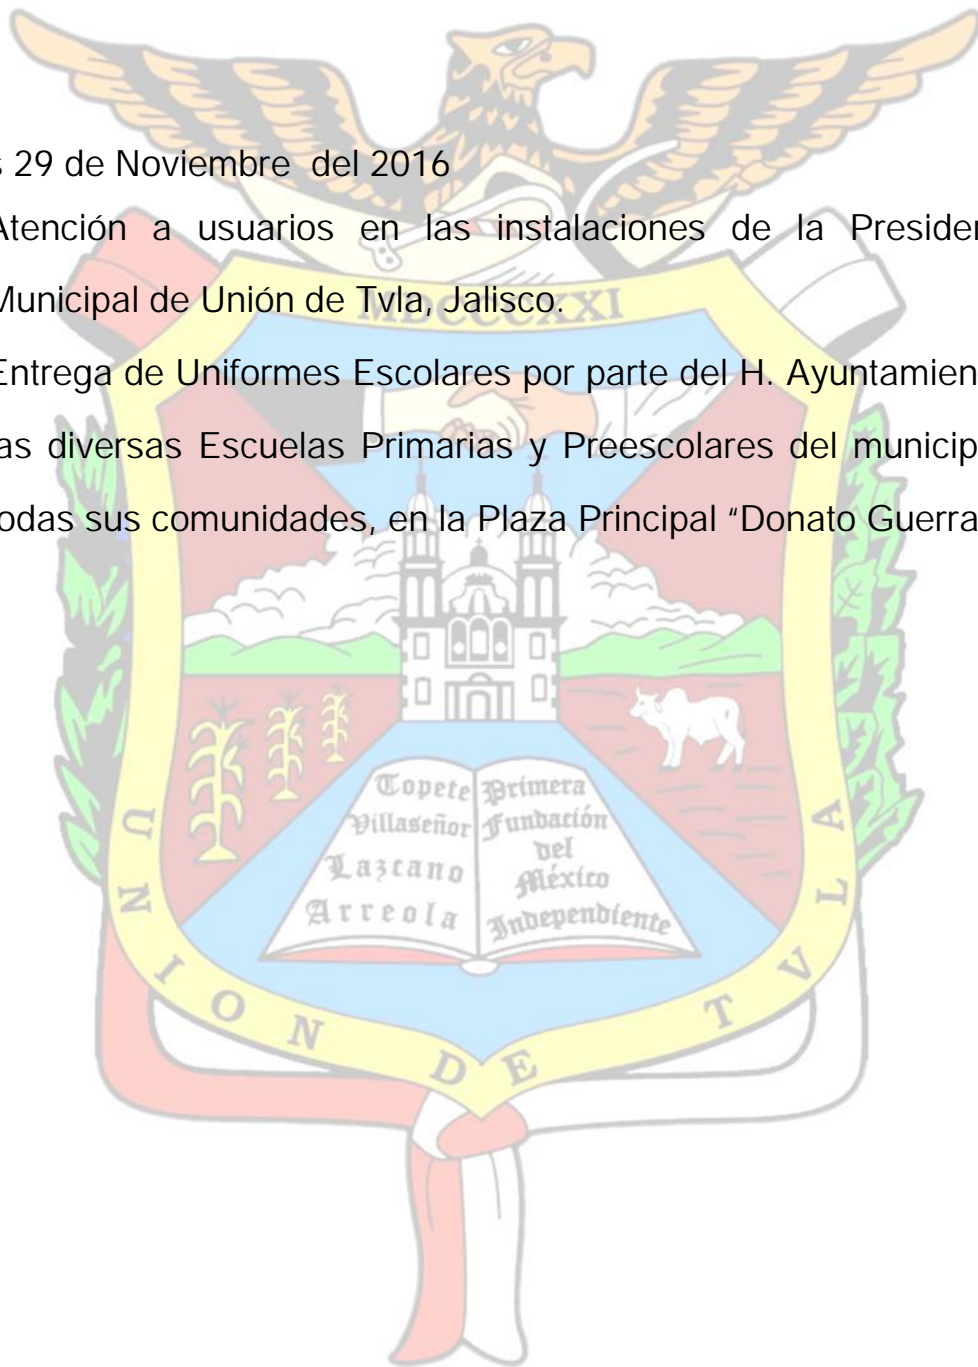 s 29 de Noviembre del 2016
Atención a usuarios en las instalaciones de la Presiden
Municipal de Unión de Tvla, Jalisco.
Entrega de Uniformes Escolares por parte del H. Ayuntamien
as diversas Escuelas Primarias y Preescolares del municip
odas sus comunidades, en la Plaza Principal “Donato Guerra
MDCCCXXI
Topete
Villaseñor
Lazcano
Arreola
Primera
Fundación
del
México
Independiente
UNION DE TVLA